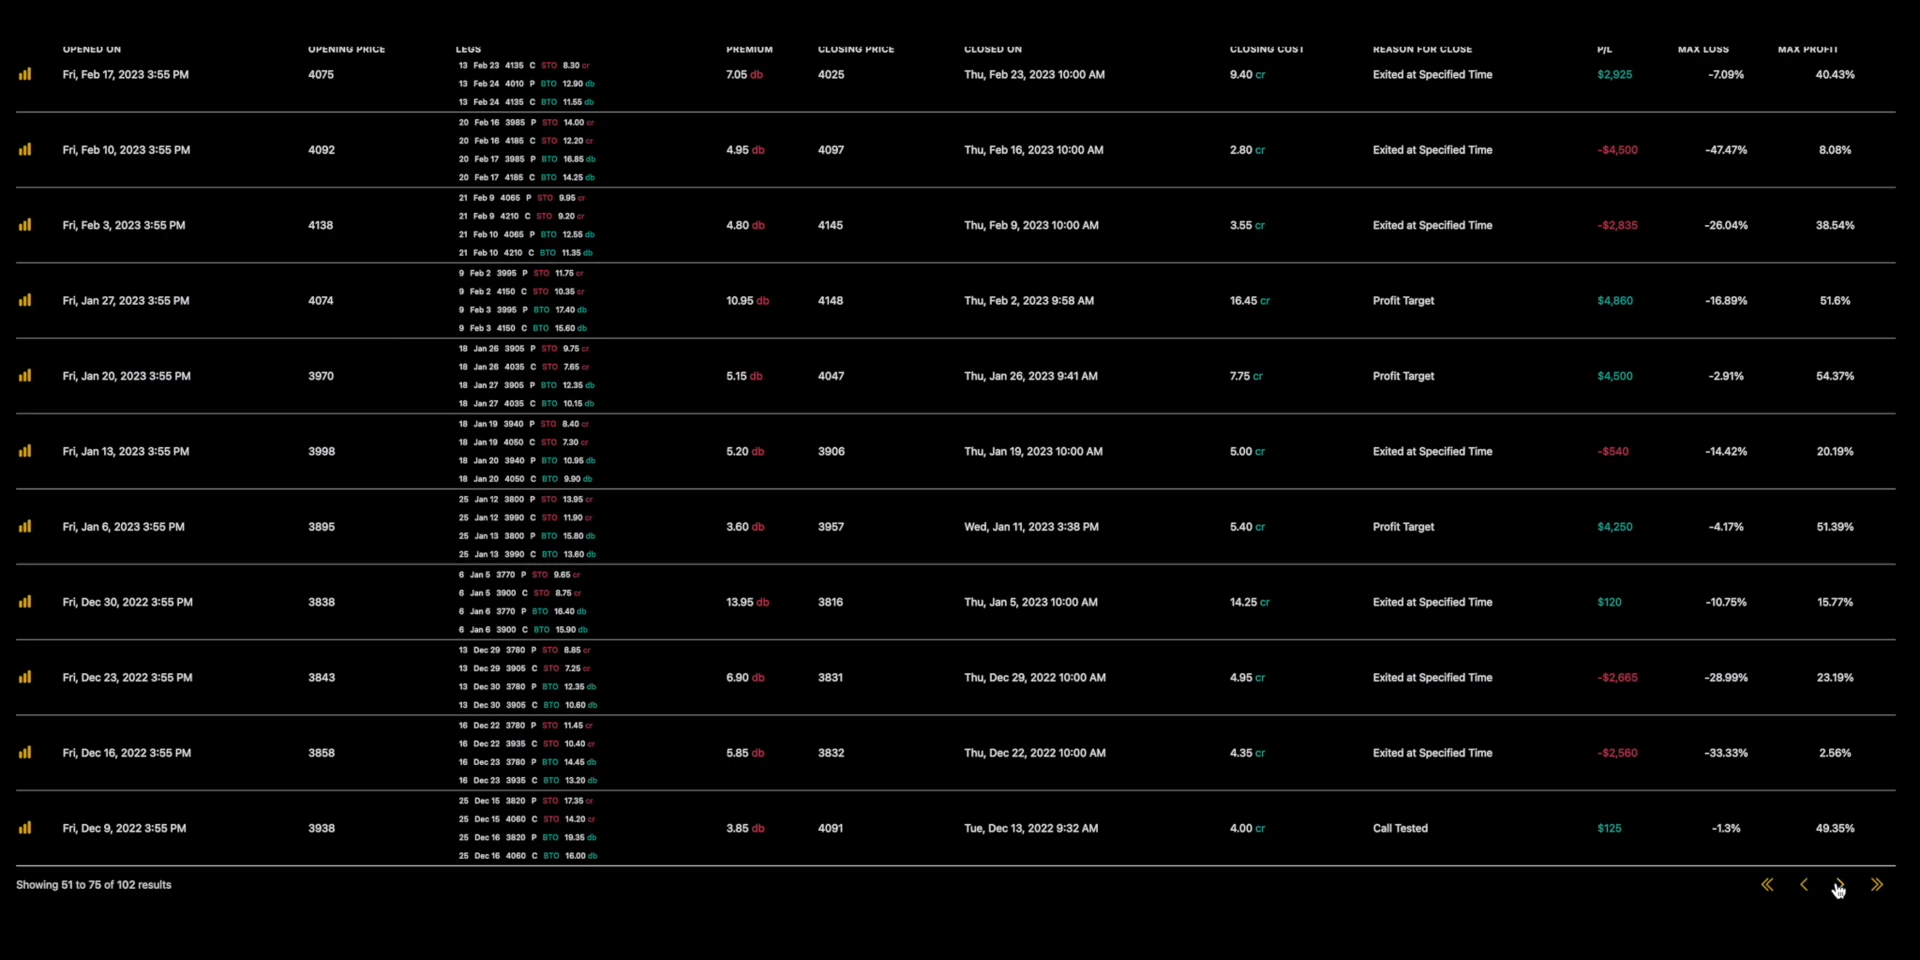 OPENED ON OPENING PRICE LEGS PREMIUM CLOSING PRICE CLOSED ON CLOSING COST REASON FOR CLOSE P/L MAX LOSS MAX PROFIT
13 Feb 23 4135 C STO 8.30 cr
Fri, Feb 17, 2023 3:55 PM 4075 13 Feb 24 4010 P BTO 12.90 db 7.05 db 4025 Thu, Feb 23, 2023 10:00 AM 9.40 cr Exited at Specified Time $2,925 -7.09% 40.43%
13 Feb 24 4135 C BTO 11.55 db
20 Feb 16 3985 P STO 14.00 cr
20 Feb 16 4185 C STO 12.20 cr
Fri, Feb 10, 2023 3:55 PM 4092 4.95 db 4097 Thu, Feb 16, 2023 10:00 AM 2.80 cr Exited at Specified Time -$4,500 -47.47% 8.08%
20 Feb 17 3985 P BTO 16.85 db
20 Feb 17 4185 C BTO 14.25 db
21 Feb 9 4065 P STO 9.95 cr
21 Feb 9 4210 C STO 9.20 cr
Fri, Feb 3, 2023 3:55 PM 4138 4.80 db 4145 Thu, Feb 9, 2023 10:00 AM 3.55 cr Exited at Specified Time -$2,835 -26.04% 38.54%
21 Feb 10 4065 P BTO 12.55 db
21 Feb 10 4210 C BTO 11.35 db
9 Feb 2 3995 P STO 11.75 cr
9 Feb 2 4150 C STO 10.35 cr
Fri, Jan 27, 2023 3:55 PM 4074 10.95 db 4148 Thu, Feb 2, 2023 9:58 AM 16.45 cr Profit Target $4,860 -16.89% 51.6%
9 Feb 3 3995 P BTO 17.40 db
9 Feb 3 4150 C BTO 15.60 db
18 Jan 26 3905 P STO 9.75 cr
18 Jan 26 4035 C STO 7.65 cr
Fri, Jan 20, 2023 3:55 PM 3970 5.15 db 4047 Thu, Jan 26, 2023 9:41 AM 7.75 cr Profit Target $4,500 -2.91% 54.37%
18 Jan 27 3905 P BTO 12.35 db
18 Jan 27 4035 C BTO 10.15 db
18 Jan 19 3940 P STO 8.40 cr
18 Jan 19 4050 C STO 7.30 cr
Fri, Jan 13, 2023 3:55 PM 3998 5.20 db 3906 Thu, Jan 19, 2023 10:00 AM 5.00 cr Exited at Specified Time -$540 -14.42% 20.19%
18 Jan 20 3940 P BTO 10.95 db
18 Jan 20 4050 C BTO 9.90 db
25 Jan 12 3800 P STO 13.95 cr
25 Jan 12 3990 C STO 11.90 cr
Fri, Jan 6, 2023 3:55 PM 3895 3.60 db 3957 Wed, Jan 11, 2023 3:38 PM 5.40 cr Profit Target $4,250 -4.17% 51.39%
25 Jan 13 3800 P BTO 15.80 db
25 Jan 13 3990 C BTO 13.60 db
6 Jan 5 3770 P STO 9.65 cr
6 Jan 5 3900 C STO 8.75 cr
Fri, Dec 30, 2022 3:55 PM 3838 13.95 db 3816 Thu, Jan 5, 2023 10:00 AM 14.25 cr Exited at Specified Time $120 -10.75% 15.77%
6 Jan 6 3770 P BTO 16.40 db
6 Jan 6 3900 C BTO 15.90 db
13 Dec 29 3780 P STO 8.85 cr
13 Dec 29 3905 C STO 7.25 cr
Fri, Dec 23, 2022 3:55 PM 3843 6.90 db 3831 Thu, Dec 29, 2022 10:00 AM 4.95 cr Exited at Specified Time -$2,665 -28.99% 23.19%
13 Dec 30 3780 P BTO 12.35 db
13 Dec 30 3905 C BTO 10.60 db
16 Dec 22 3780 P STO 11.45 cr
16 Dec 22 3935 C STO 10.40 cr
Fri, Dec 16, 2022 3:55 PM 3858 5.85 db 3832 Thu, Dec 22, 2022 10:00 AM 4.35 cr Exited at Specified Time -$2,560 -33.33% 2.56%
16 Dec 23 3780 P BTO 14.45 db
16 Dec 23 3935 C BTO 13.20 db
25 Dec 15 3820 P STO 17.35 cr
25 Dec 15 4060 C STO 14.20 cr
Fri, Dec 9, 2022 3:55 PM 3938 3.85 db 4091 Tue, Dec 13, 2022 9:32 AM 4.00 cr Call Tested $125 -1.3% 49.35%
25 Dec 16 3820 P BTO 19.35 db
25 Dec 16 4060 C BTO 16.00 db
Showing 51 to 75 of 102 results